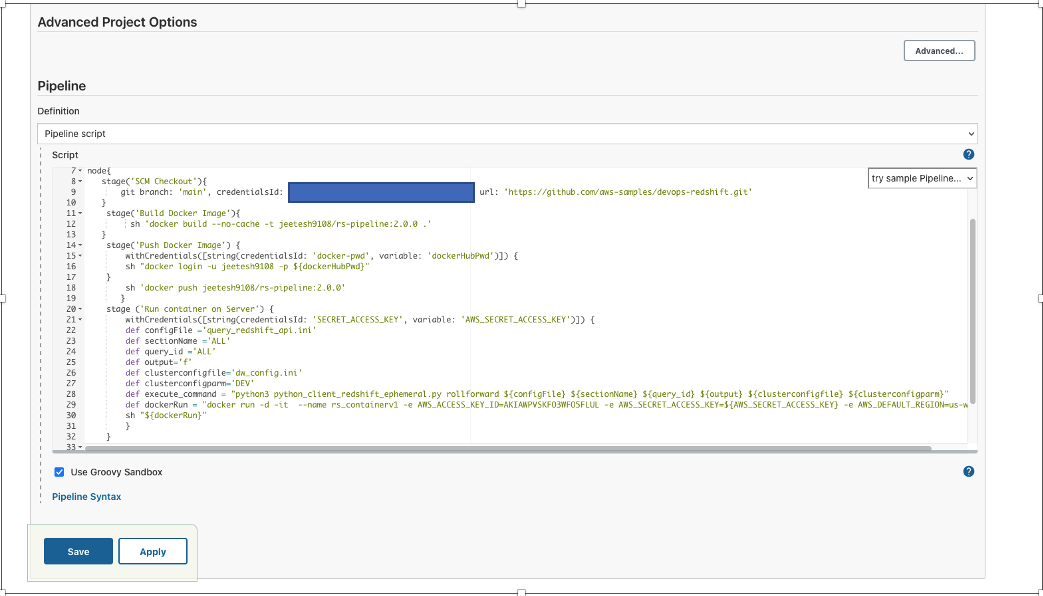 Advanced Project Options
Advanced...
Pipeline
Definition
Pipeline script
Script
try sample Pipeline...
7 node{
8 stage('SCM Checkout'){
9 git branch: 'main', credentialsId: url: 'https://github.com/aws-samples/devops-redshift.git'
10 }
11 stage('Build Docker Image'){
12 sh 'docker build --no-cache -t jeetesh9108/rs-pipeline:2.0.0 .'
13 }
14 stage('Push Docker Image') {
15 withCredentials([string(credentialsId: 'docker-pwd', variable: 'dockerHubPwd')]) {
16 sh "docker login -u jeetesh9108 -p ${dockerHubPwd}"
17 }
18 sh 'docker push jeetesh9108/rs-pipeline:2.0.0'
19 }
20 stage ('Run container on Server') {
21 withCredentials([string(credentialsId: 'SECRET_ACCESS_KEY', variable: 'AWS_SECRET_ACCESS_KEY')]) {
22 def configFile ='query_redshift_api.ini'
23 def sectionName ='ALL'
24 def query_id ='ALL'
25 def output='f'
26 def clusterconfigfile='dw_config.ini'
27 def clusterconfigparm='DEV'
28 def execute_command = "python3 python_client_redshift_ephemeral.py rollforward ${configFile} ${sectionName} ${query_id} ${output} ${clusterconfigfile} ${clusterconfigparm}"
29 def dockerRun = "docker run -d -it --name rs_containerv1 -e AWS_ACCESS_KEY_ID=AKIAWPVSKFO3WFO5FLUL -e AWS_SECRET_ACCESS_KEY=${AWS_SECRET_ACCESS_KEY} -e AWS_DEFAULT_REGION=us-w
30 sh "${dockerRun}"
31 }
32 }
33
Use Groovy Sandbox
Pipeline Syntax
Save
Apply